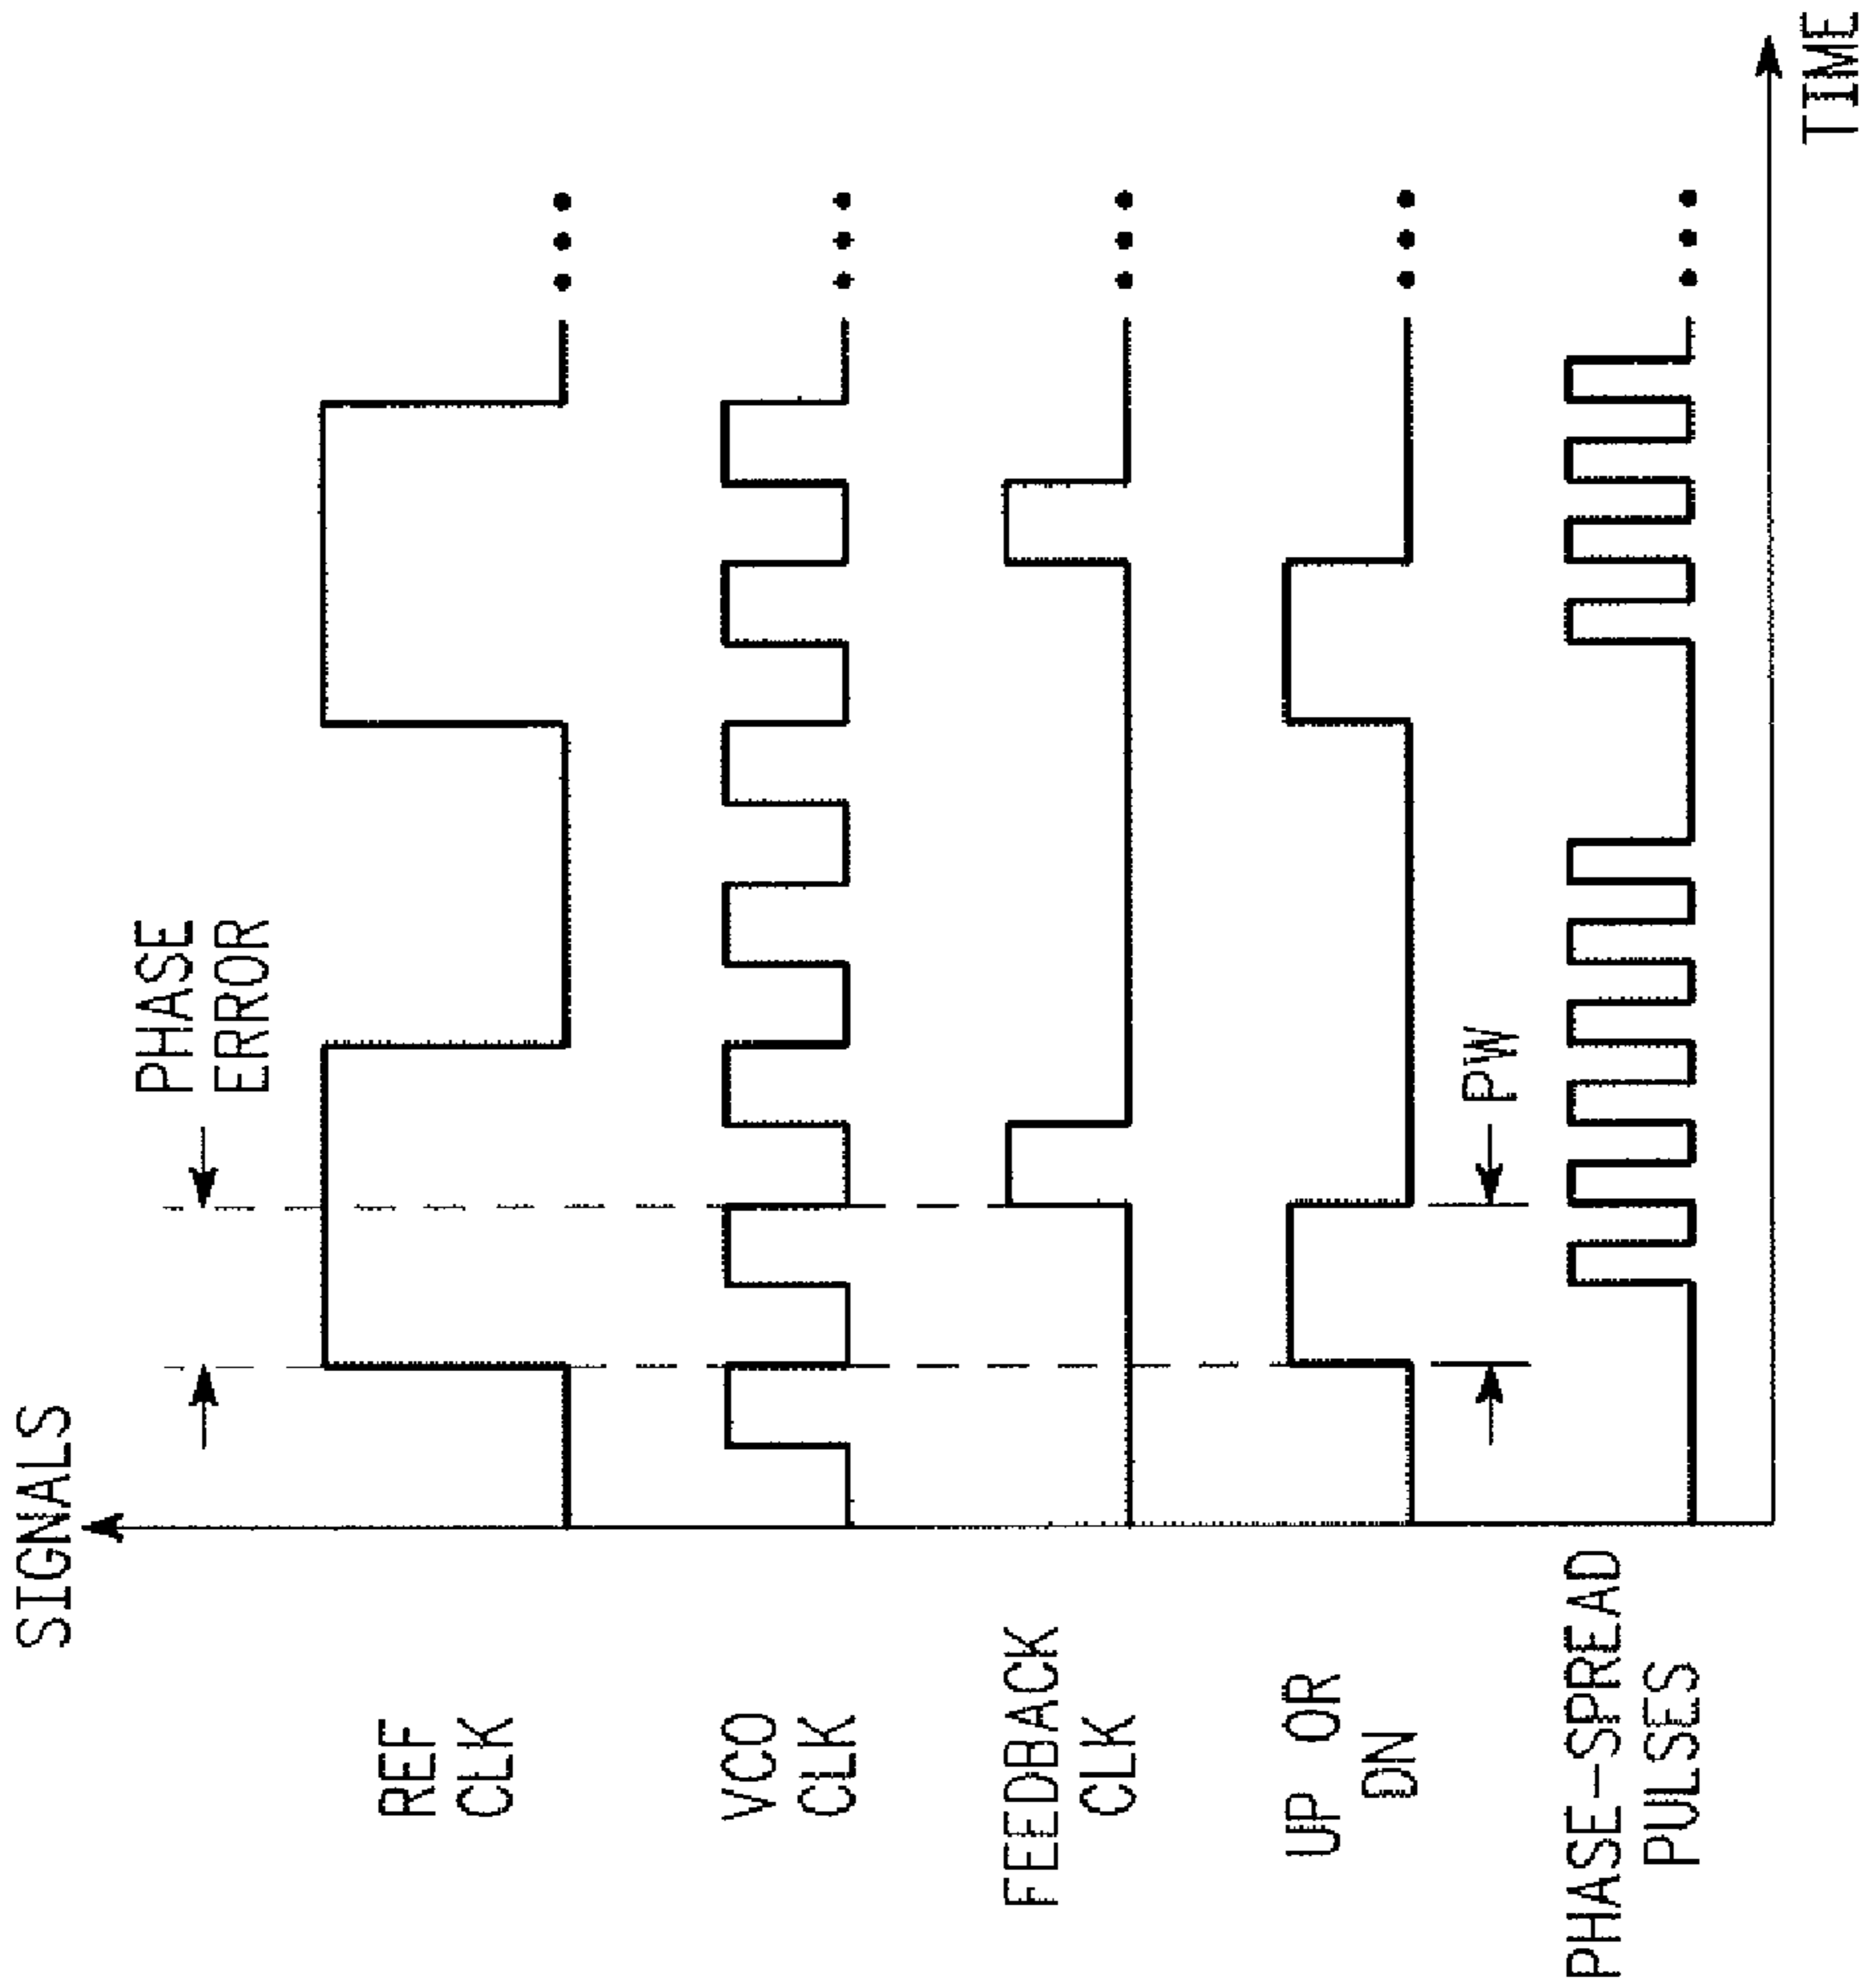 SIGNALS
PHASE
ERROR
REF
CLK
VCO
CLK
FEEDBACK
CLK
UP OR
DN
PW
PHASE-SPREAD
PULSES
TIME